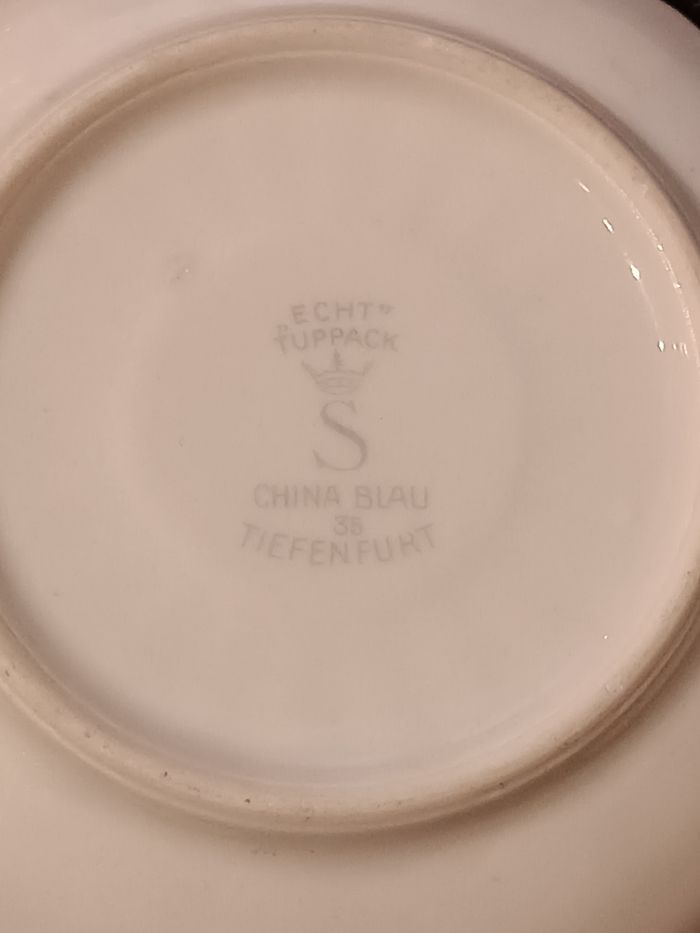 ECHT"
TUPPACK
S
CHINA BLAU
35
TIEFENFURT